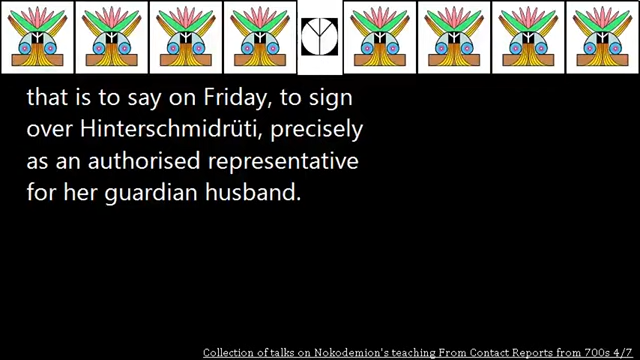 that is to say on Friday, to sign
over Hinterschmidrüti, precisely
as an authorised representative
for her guardian husband.
Collection of talks on Nokodemion's teaching From Contact Reports from 700s 4/7